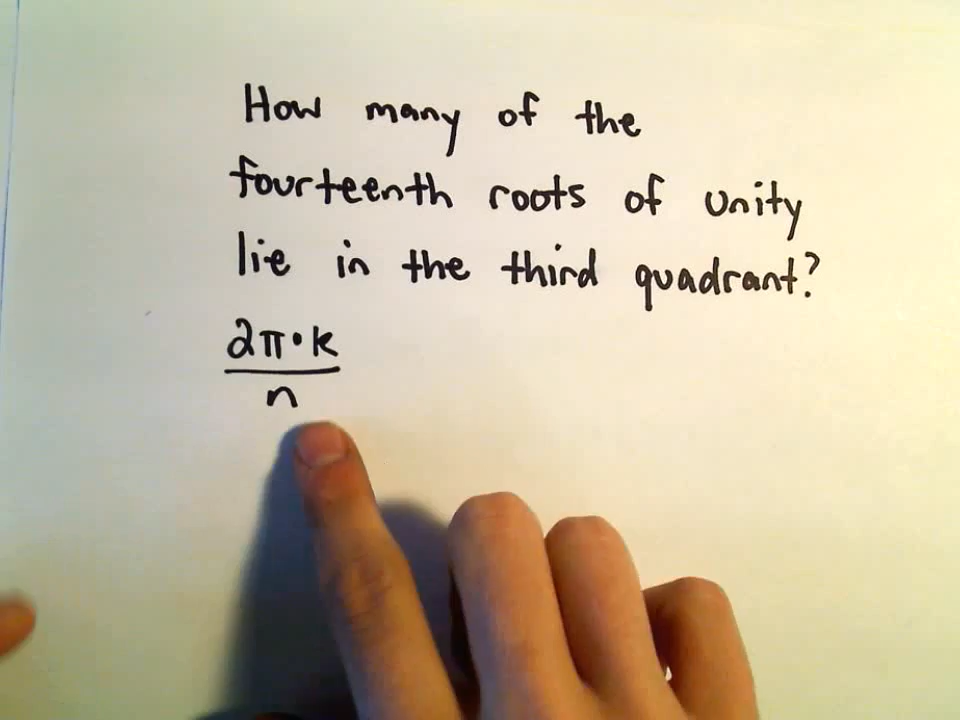 How many of the
fourteenth roots of unity
lie in the third quadrant?
2π·k
n